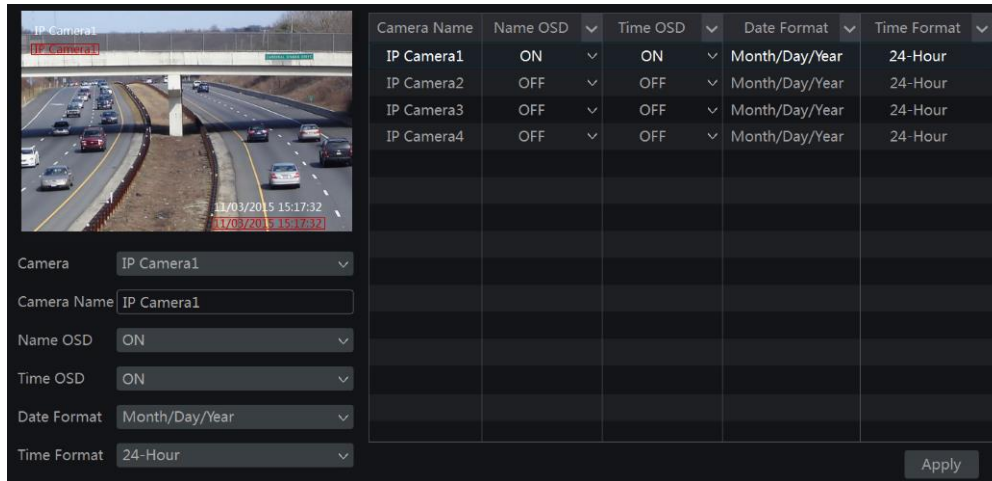 IP Camera1
IP Camera1
11/03/2015 15:17:32
11/03/2015 15:17:32
Camera IP Camera1
Camera Name IP Camera1
Name OSD ON
Time OSD ON
Date Format Month/Day/Year
Time Format 24-Hour
Camera Name Name OSD Time OSD Date Format Time Format
IP Camera1 ON ON Month/Day/Year 24-Hour
IP Camera2 OFF OFF Month/Day/Year 24-Hour
IP Camera3 OFF OFF Month/Day/Year 24-Hour
IP Camera4 OFF OFF Month/Day/Year 24-Hour
Apply